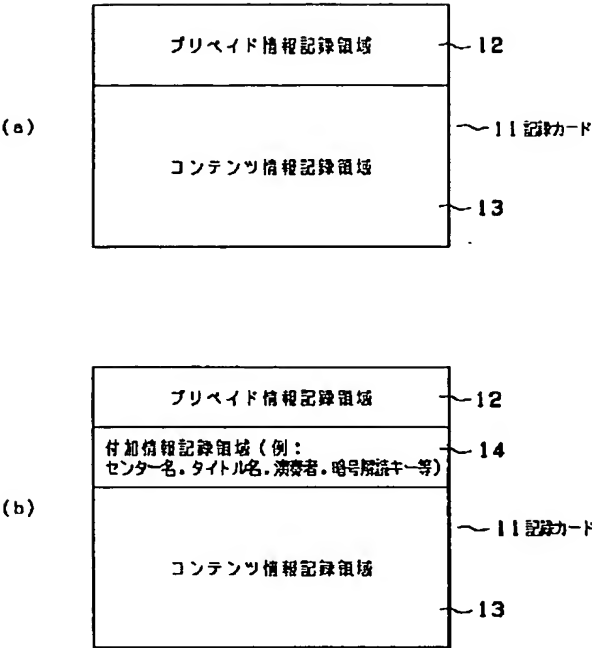 プリペイド情報記録領域
12
(a)
11 記録カード
コンテンツ情報記録領域
13
プリペイド情報記録領域
12
付加情報記録領域(例:
センター名、タイトル名、演奏者、暗号解読キー等)
14
(b)
11 記録カード
コンテンツ情報記録領域
13